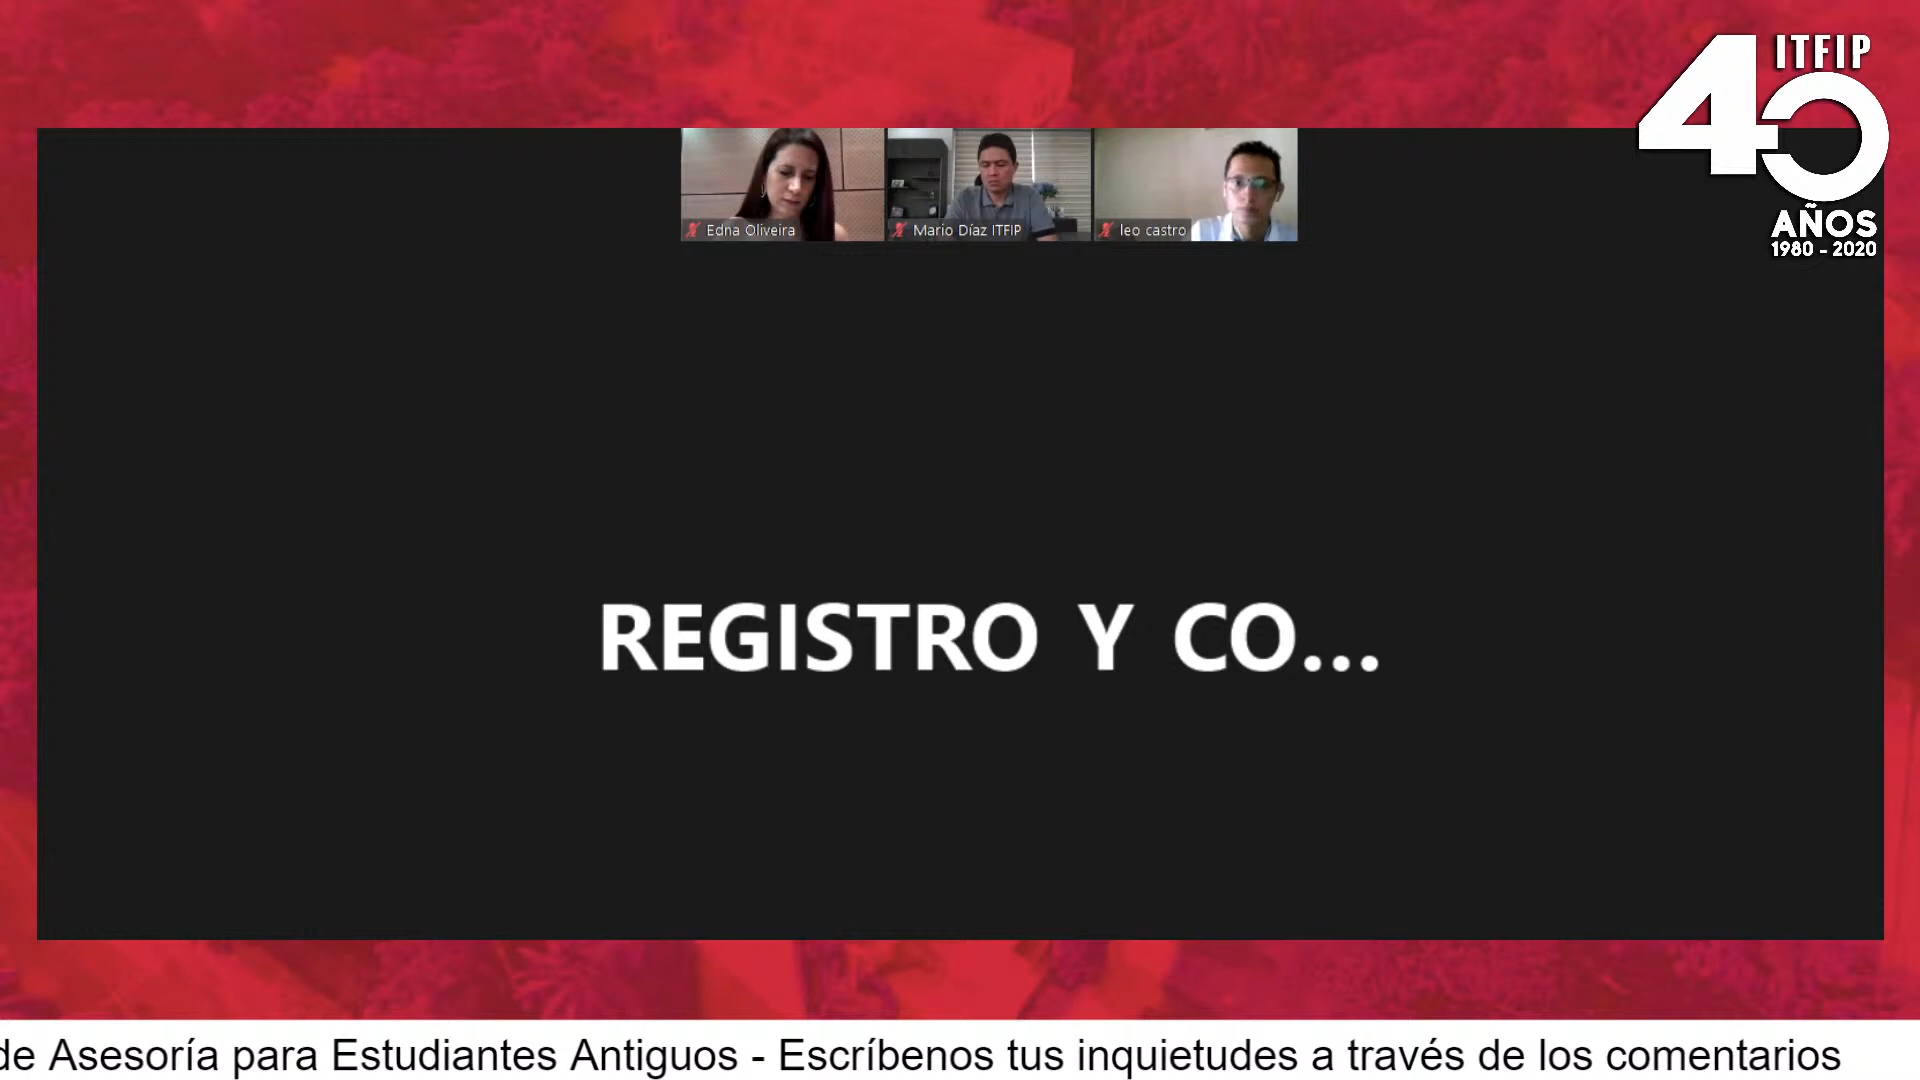 ITFIP
40
AÑOS
1980 - 2020
Edna Oliveira
Mario Díaz ITFIP
leo castro
REGISTRO Y CO...
de Asesoría para Estudiantes Antiguos - Escríbenos tus inquietudes a través de los comentarios